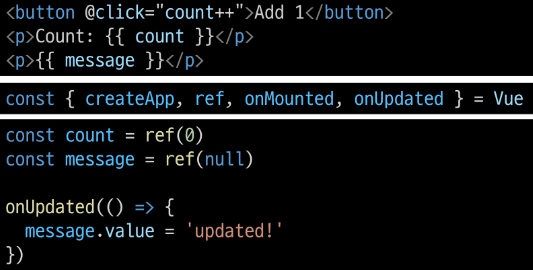 <button @click="count++">Add 1</button>
<p>Count: {{ count }}</p>
<p>{{ message }}</p>
const { createApp, ref, onMounted, onUpdated } = Vue
const count = ref(0)
const message = ref(null)
onUpdated(() => {
  message.value = 'updated!'
})